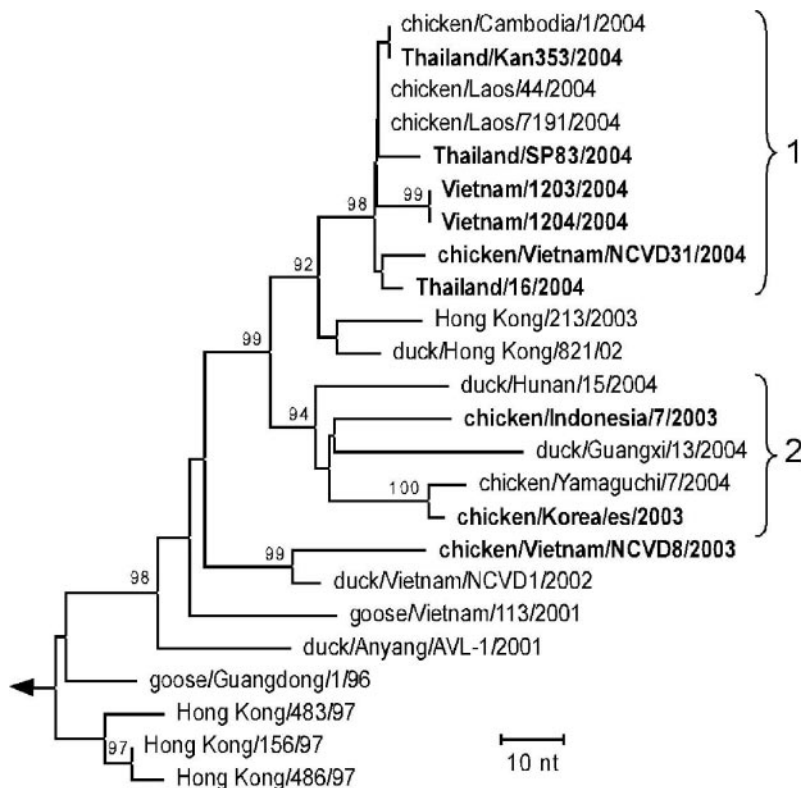 chicken/Cambodia/1/2004
Thailand/Kan353/2004
chicken/Laos/44/2004
chicken/Laos/7191/2004
1
Thailand/SP83/2004
99
Vietnam/1203/2004
98
Vietnam/1204/2004
chicken/Vietnam/NCVD31/2004
92
Thailand/16/2004
Hong Kong/213/2003
99
duck/Hong Kong/821/02
duck/Hunan/15/2004
94
chicken/Indonesia/7/2003
2
duck/Guangxi/13/2004
100
chicken/Yamaguchi/7/2004
chicken/Korea/es/2003
99
chicken/Vietnam/NCVD8/2003
98
duck/Vietnam/NCVD1/2002
goose/Vietnam/113/2001
duck/Anyang/AVL-1/2001
goose/Guangdong/1/96
Hong Kong/483/97
97
Hong Kong/156/97
10 nt
Hong Kong/486/97